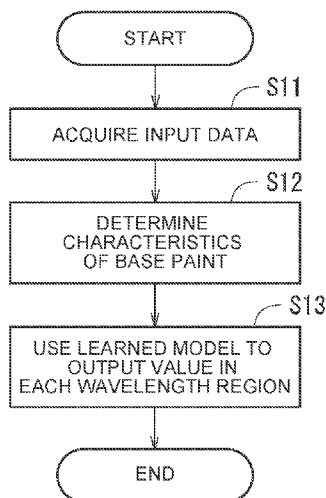 START
S11
ACQUIRE INPUT DATA
S12
DETERMINE
CHARACTERISTICS
OF BASE PAINT
S13
USE LEARNED MODEL TO
OUTPUT VALUE IN
EACH WAVELENGTH REGION
END